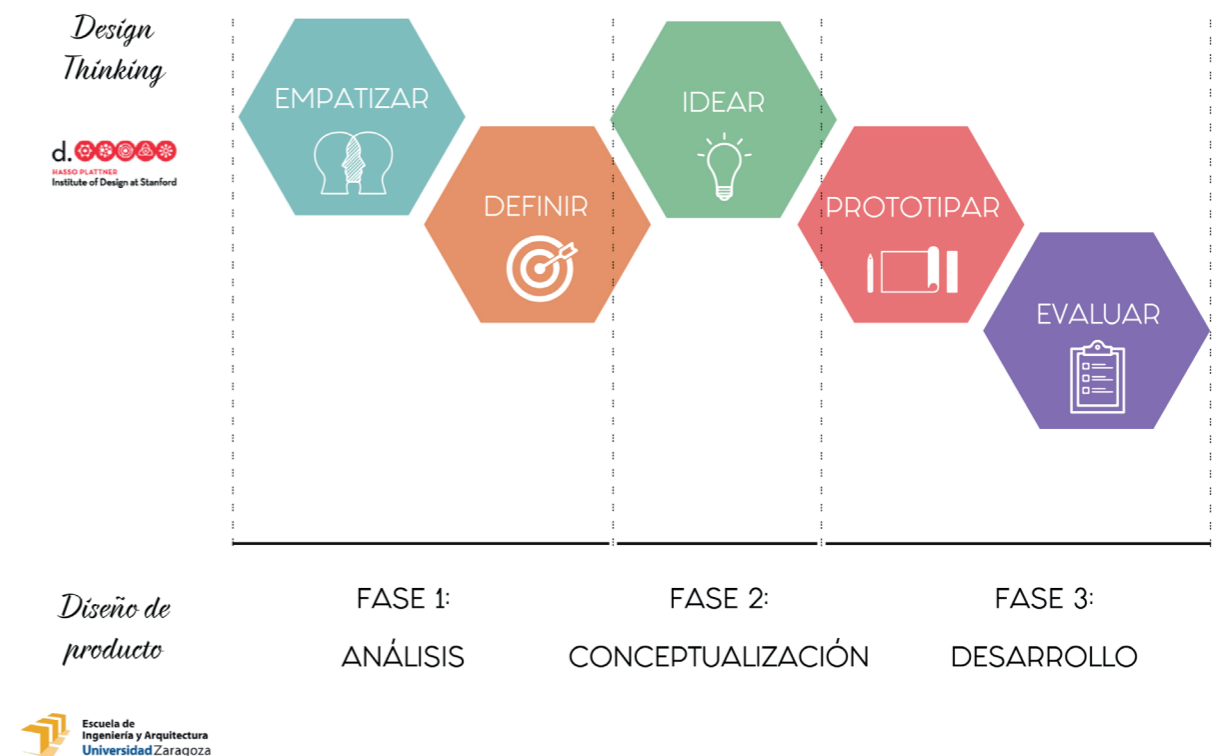 Design
Thinking
d.
HASSO PLATTNER
Institute of Design at Stanford
EMPATIZAR
DEFINIR
IDEAR
PROTOTIPAR
EVALUAR
Diseño de
producto
FASE 1:
ANÁLISIS
FASE 2:
CONCEPTUALIZACIÓN
FASE 3:
DESARROLLO
Escuela de
Ingeniería y Arquitectura
Universidad Zaragoza